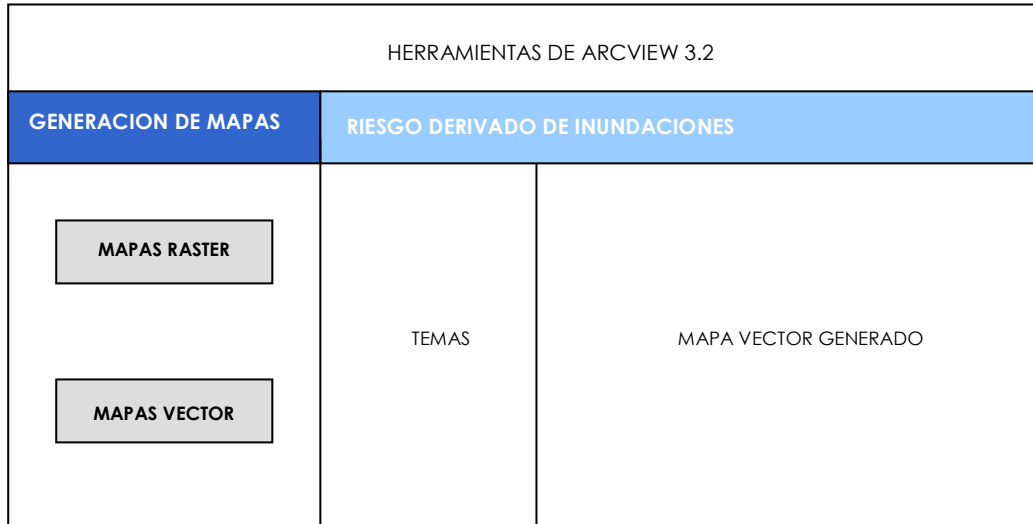 HERRAMIENTAS DE ARCVIEW 3.2
GENERACION DE MAPAS
RIESGO DERIVADO DE INUNDACIONES
MAPAS RASTER
TEMAS
MAPA VECTOR GENERADO
MAPAS VECTOR